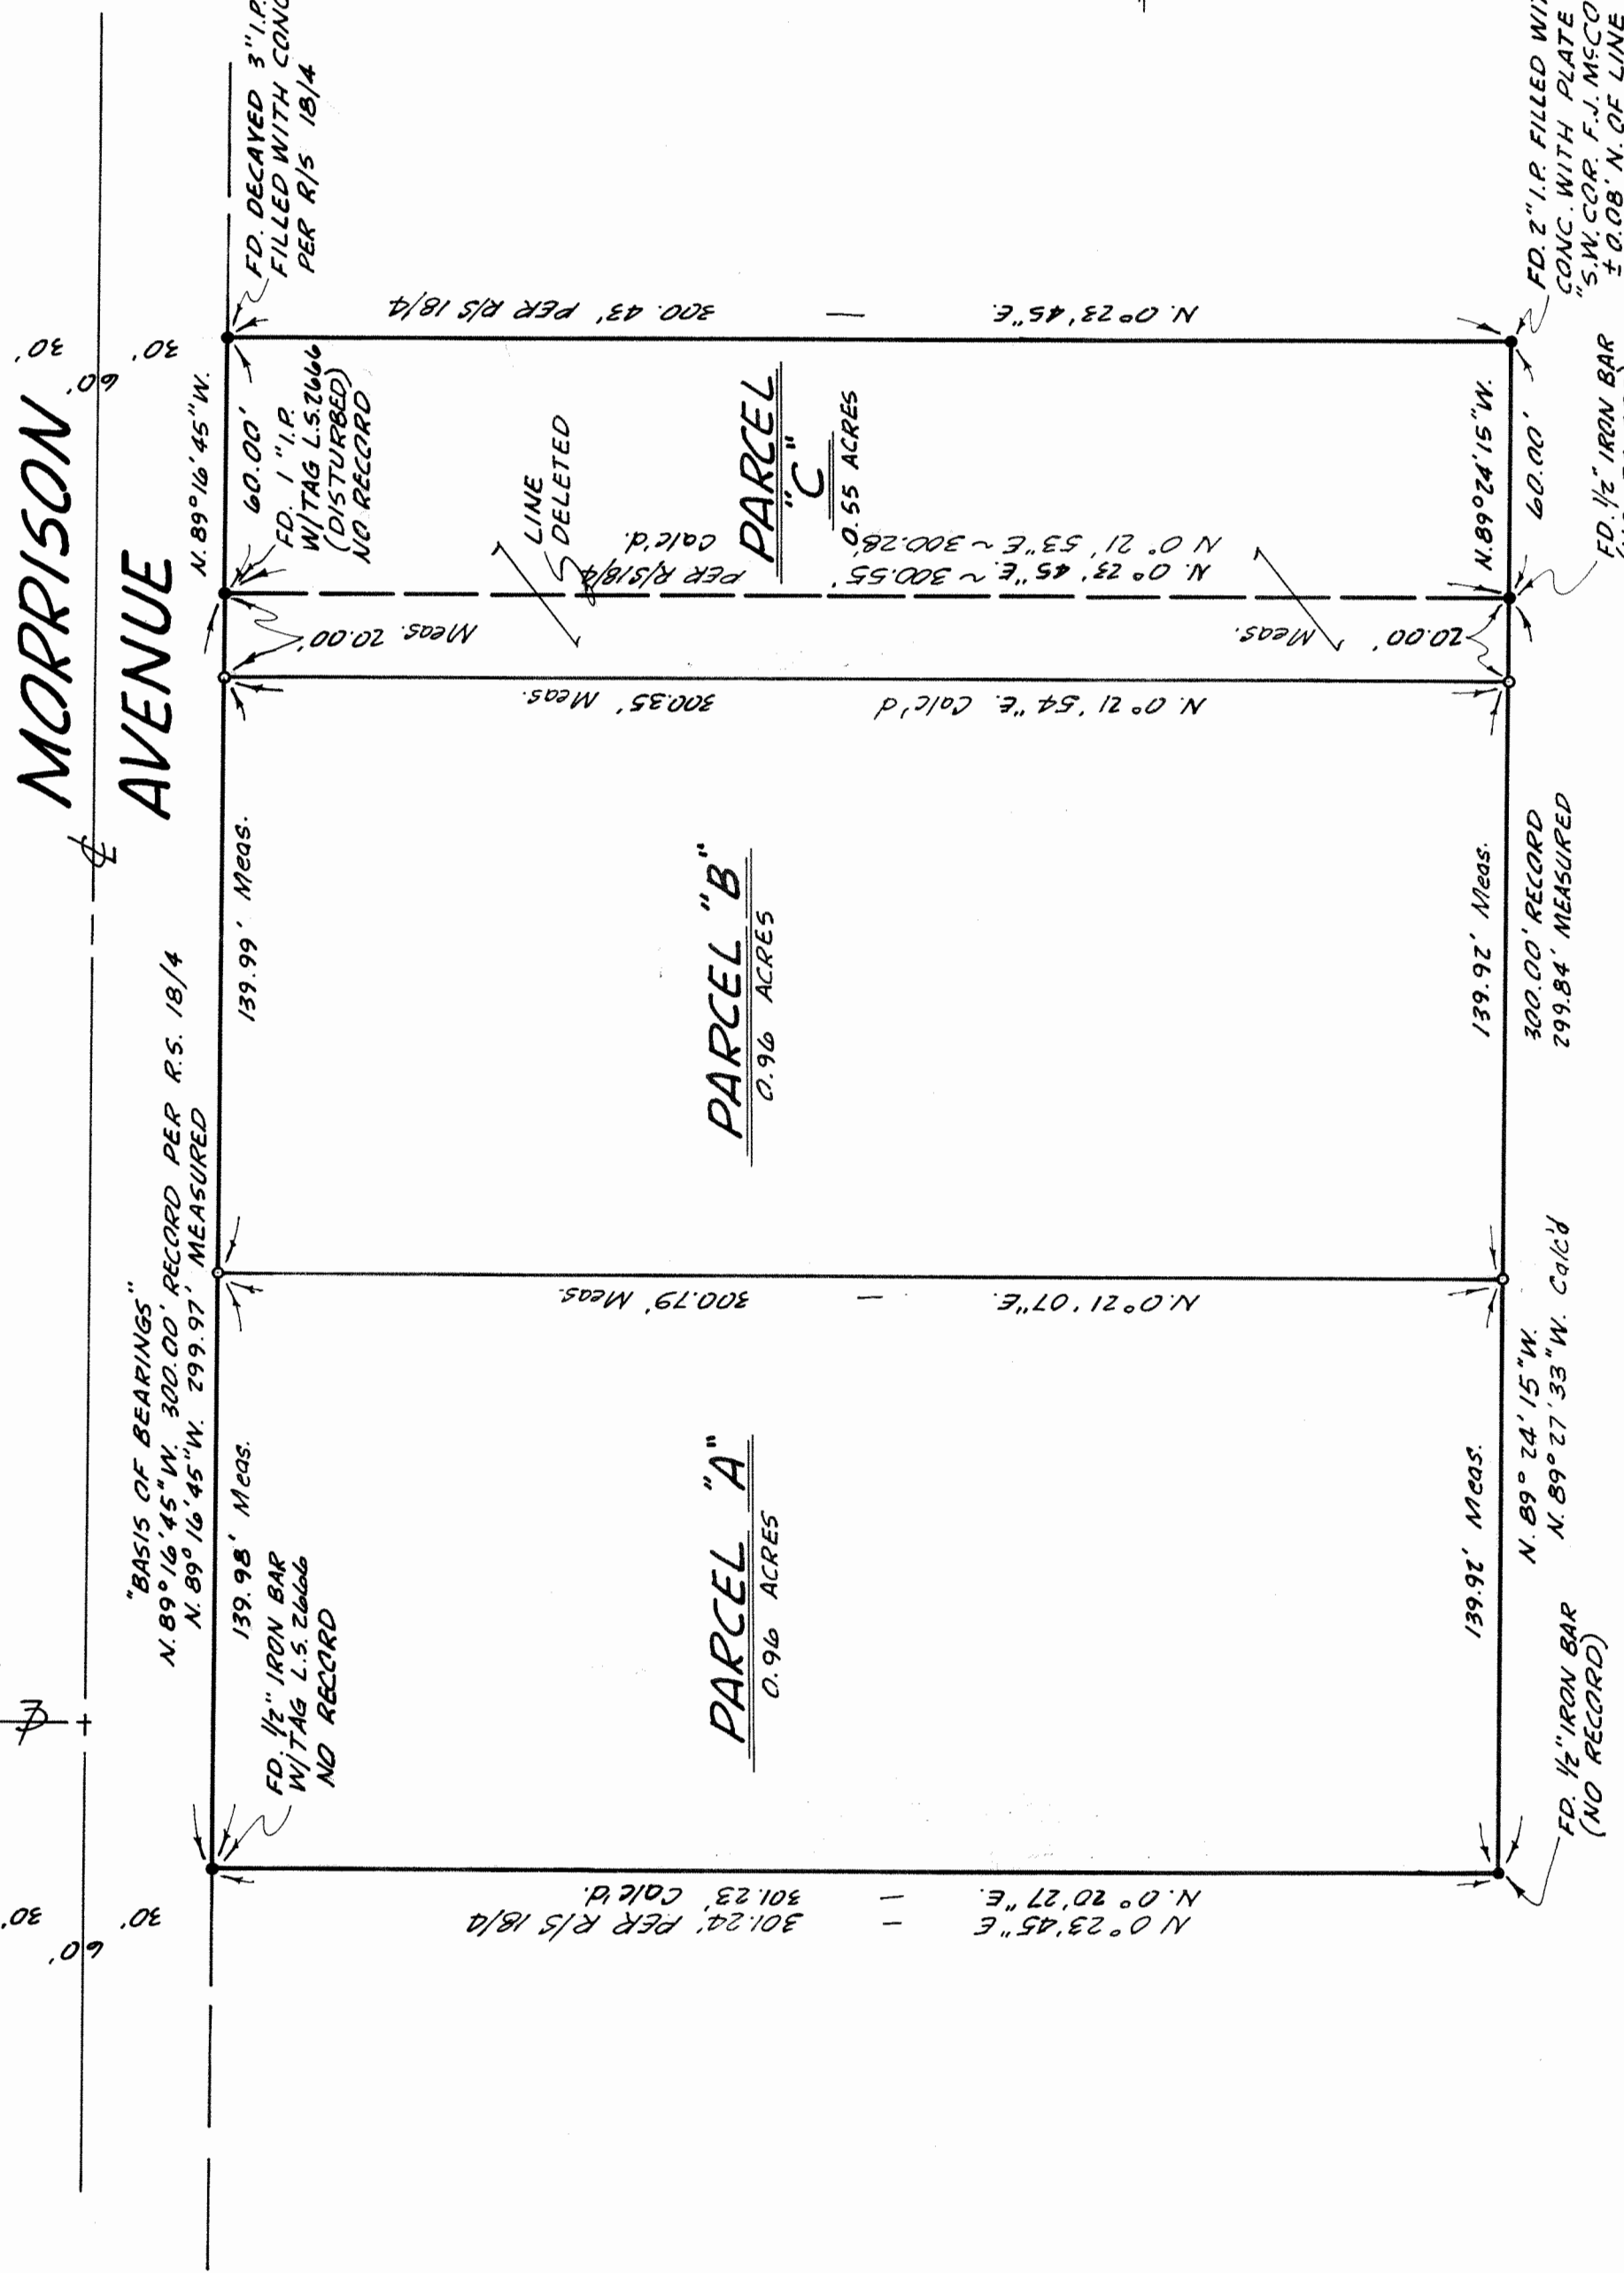 MORRISON
AVENUE
30'
30'
60'
30'
30'
60'
"BASIS OF BEARINGS"
N.89°16'45"W. 300.00' RECORD PER R.S. 18/4
N.89°16'45"W. 299.97' MEASURED
139.98' Meas.
139.99' Meas.
N.89°16'45"W.
60.00'
FD. 1/2" IRON BAR
W/TAG L.S. 2666
NO RECORD
FD. 1" I.P.
W/TAG L.S. 2666
(DISTURBED)
NO RECORD
FD. DECAYED 3" I.P.
FILLED WITH CONC
PER R/S 18/4
20.00' Meas.
LINE
DELETED
N 0°23'45"E - 301.24' PER R/S 18/4
N. 0°20'27"E. - 301.23' Calc'd.
PARCEL "A"
0.96 ACRES
N.0°21'07"E. - 300.79' Meas.
PARCEL "B"
0.96 ACRES
N. 0°21'54"E. Calc'd 300.35' Meas.
N. 0°23'45"E. ~ 300.55' PER R/S 18/4
N 0°21'53"E ~ 300.28' Calc'd.
PARCEL
"C"
0.55 ACRES
N. 0°23'45"E. - 300.43' PER R/S 18/4
20.00' Meas.
139.92' Meas.
139.92' Meas.
N.89°24'15"W.
60.00'
N. 89°24'15"W.
N.89°27'33"W. Calc'd
300.00' RECORD
299.84' MEASURED
FD. 1/2" IRON BAR
(NO RECORD)
FD. 1/2" IRON BAR
FD. 2" I.P. FILLED
CONC. WITH PLATE
"S.W. COR. F.J.
± 0.08' N. OF LINE